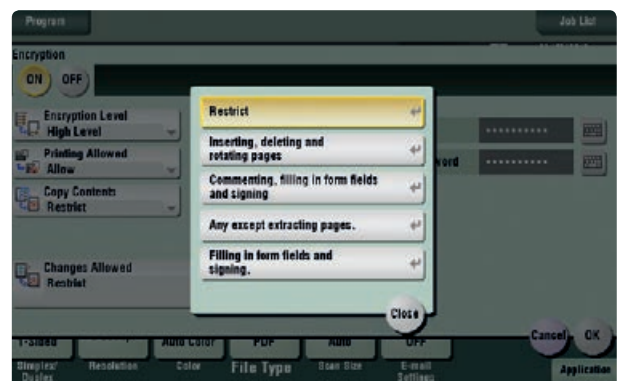 Program
Job List
Encryption
ON OFF
Encryption Level
High Level
Printing Allowed
Allow
Copy Contents
Restrict
Changes Allowed
Restrict
Restrict
Inserting, deleting and
rotating pages
Commenting, filling in form fields
and signing
Any except extracting pages.
Filling in form fields and
signing.
Close
word
Cancel OK
1-Sided
Auto Color
PDF
Auto
OFF
Simplex/
Duplex
Resolution
Color
File Type
Scan Size
E-mail
Settings
Application